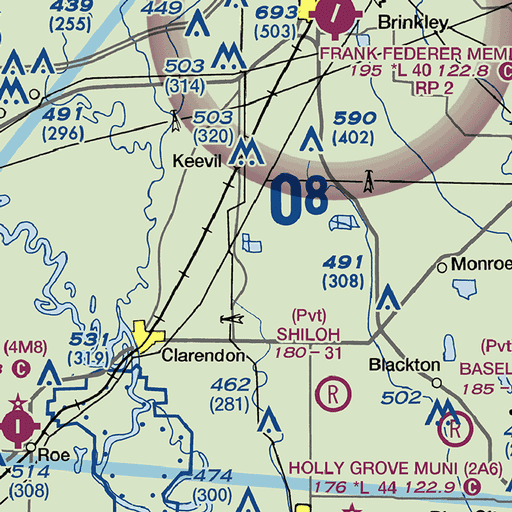 439
(255)
449
693
(503)
Brinkley
FRANK FEDERER MEM
195 *L 40 122.8 C
RP 2
503
(314)
491
(296)
503
(320)
590
(402)
Keevil
08
491
(308)
Monroe
(Pvt)
SHILOH
180 - 31
531
(319)
(4M8)
C
Clarendon
462
(281)
Blackton
(Pvt)
BASEL
185 -
502
R
R
Roe
514
(308)
474
(300)
HOLLY GROVE MUNI (2A6)
176 *L 44 122.9 C